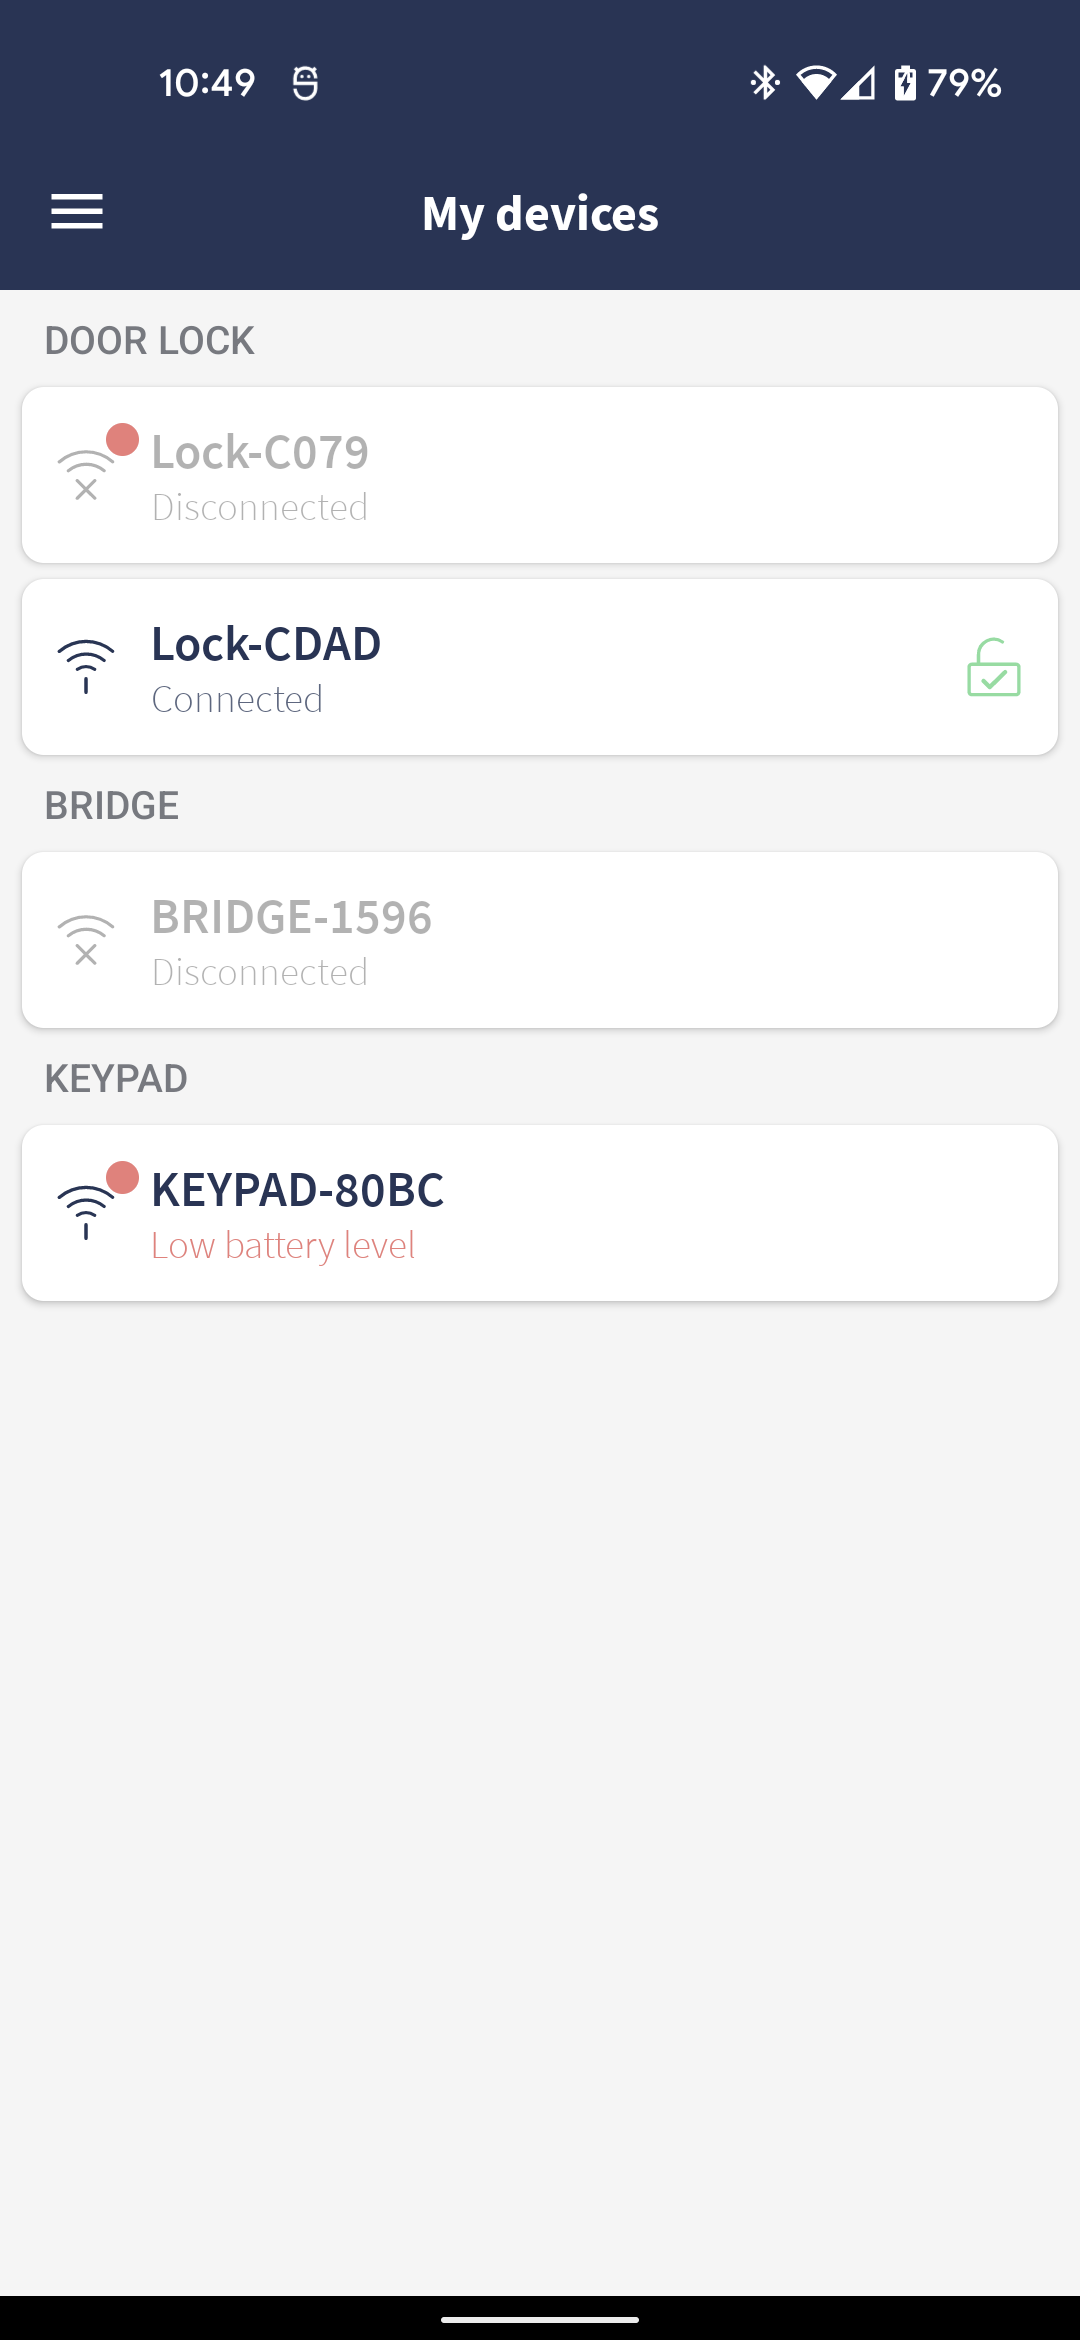 10:49
79%
My devices
DOOR LOCK
Lock-C079
Disconnected
Lock-CDAD
Connected
BRIDGE
BRIDGE-1596
Disconnected
KEYPAD
KEYPAD-80BC
Low battery level